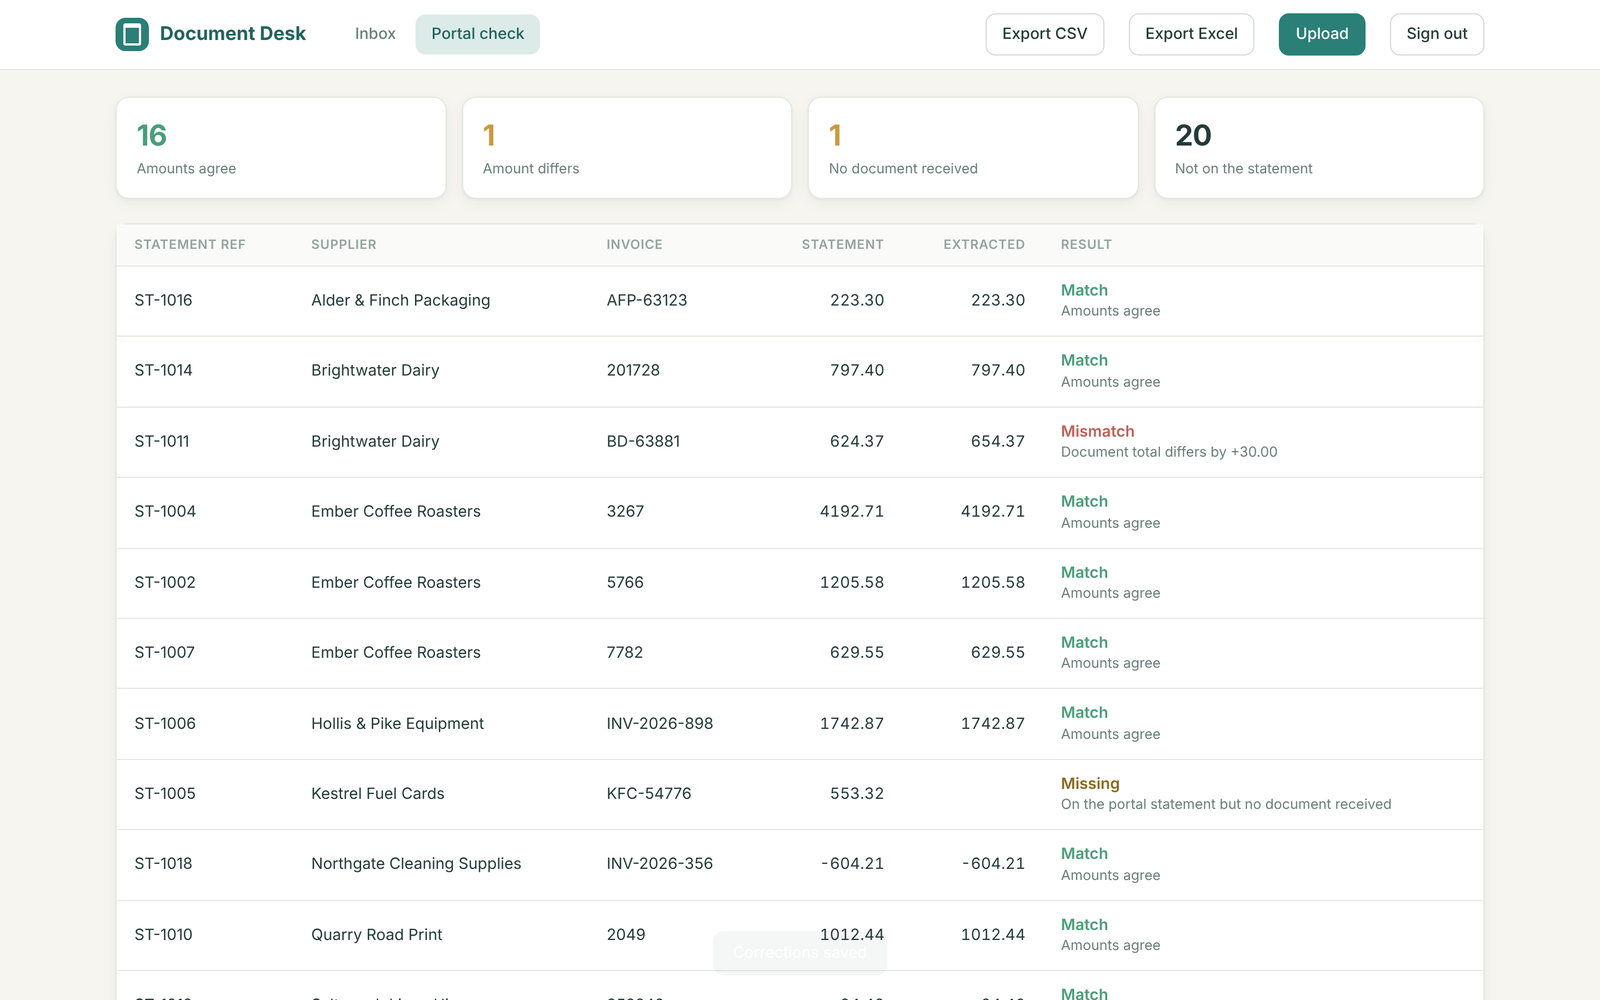 Document Desk
Inbox
Portal check
Export CSV
Export Excel
Upload
Sign out
16
Amounts agree
1
Amount differs
1
No document received
20
Not on the statement
STATEMENT REF SUPPLIER INVOICE STATEMENT EXTRACTED RESULT
ST-1016 Alder & Finch Packaging AFP-63123 223.30 223.30 Match
Amounts agree
ST-1014 Brightwater Dairy 201728 797.40 797.40 Match
Amounts agree
ST-1011 Brightwater Dairy BD-63881 624.37 654.37 Mismatch
Document total differs by +30.00
ST-1004 Ember Coffee Roasters 3267 4192.71 4192.71 Match
Amounts agree
ST-1002 Ember Coffee Roasters 5766 1205.58 1205.58 Match
Amounts agree
ST-1007 Ember Coffee Roasters 7782 629.55 629.55 Match
Amounts agree
ST-1006 Hollis & Pike Equipment INV-2026-898 1742.87 1742.87 Match
Amounts agree
ST-1005 Kestrel Fuel Cards KFC-54776 553.32 Missing
On the portal statement but no document received
ST-1018 Northgate Cleaning Supplies INV-2026-356 -604.21 -604.21 Match
Amounts agree
ST-1010 Quarry Road Print 2049 1012.44 1012.44 Match
Amounts agree
Corrections saved
Match